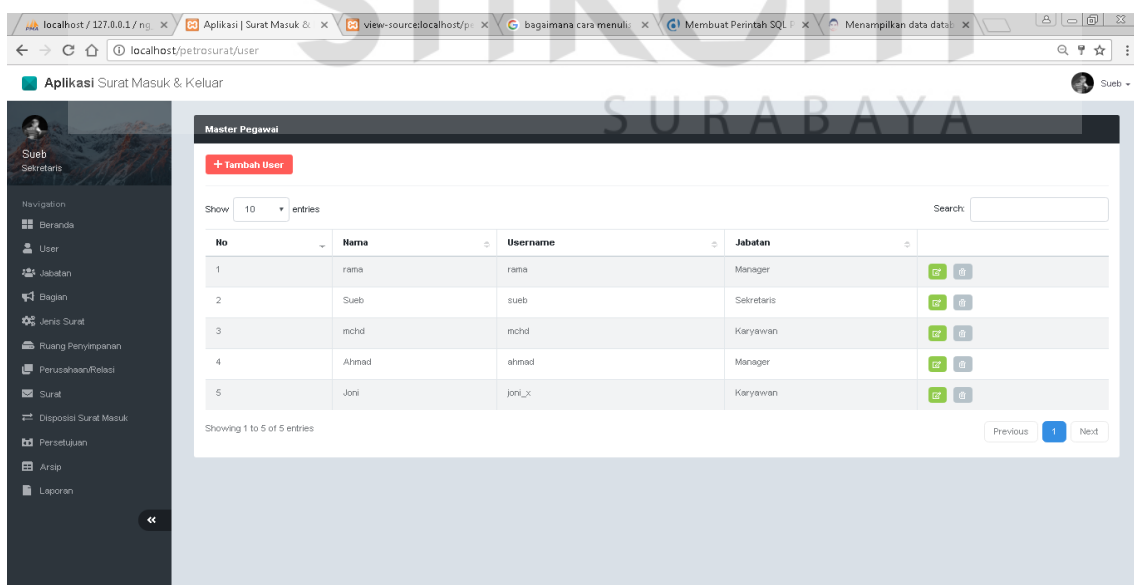 localhost / 127.0.0.1 / ng
Aplikasi | Surat Masuk &
view-source:localhost/pe
bagaimana cara menulis
Membuat Perintah SQL P
Menampilkan data datab
localhost/petrosurat/user
Aplikasi Surat Masuk & Keluar
Sueb
SURABAYA
Sueb
Sekretaris
Navigation
Beranda
User
Jabatan
Bagian
Jenis Surat
Ruang Penyimpanan
Perusahaan/Relasi
Surat
Disposisi Surat Masuk
Persetujuan
Arsip
Laporan
Master Pegawai
+ Tambah User
Show 10 entries
Search:
No Nama Username Jabatan
1 rama rama Manager
2 Sueb sueb Sekretaris
3 mchd mchd Karyawan
4 Ahmad ahmad Manager
5 Joni joni_x Karyawan
Showing 1 to 5 of 5 entries
Previous 1 Next